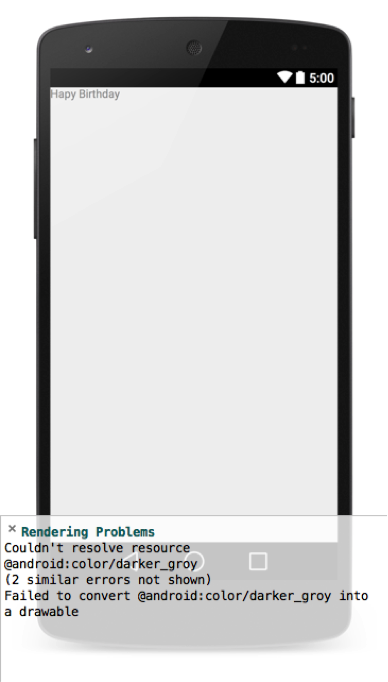 5:00
Hapy Birthday
× Rendering Problems
Couldn't resolve resource
@android:color/darker_groy
(2 similar errors not shown)
Failed to convert @android:color/darker_groy into
a drawable